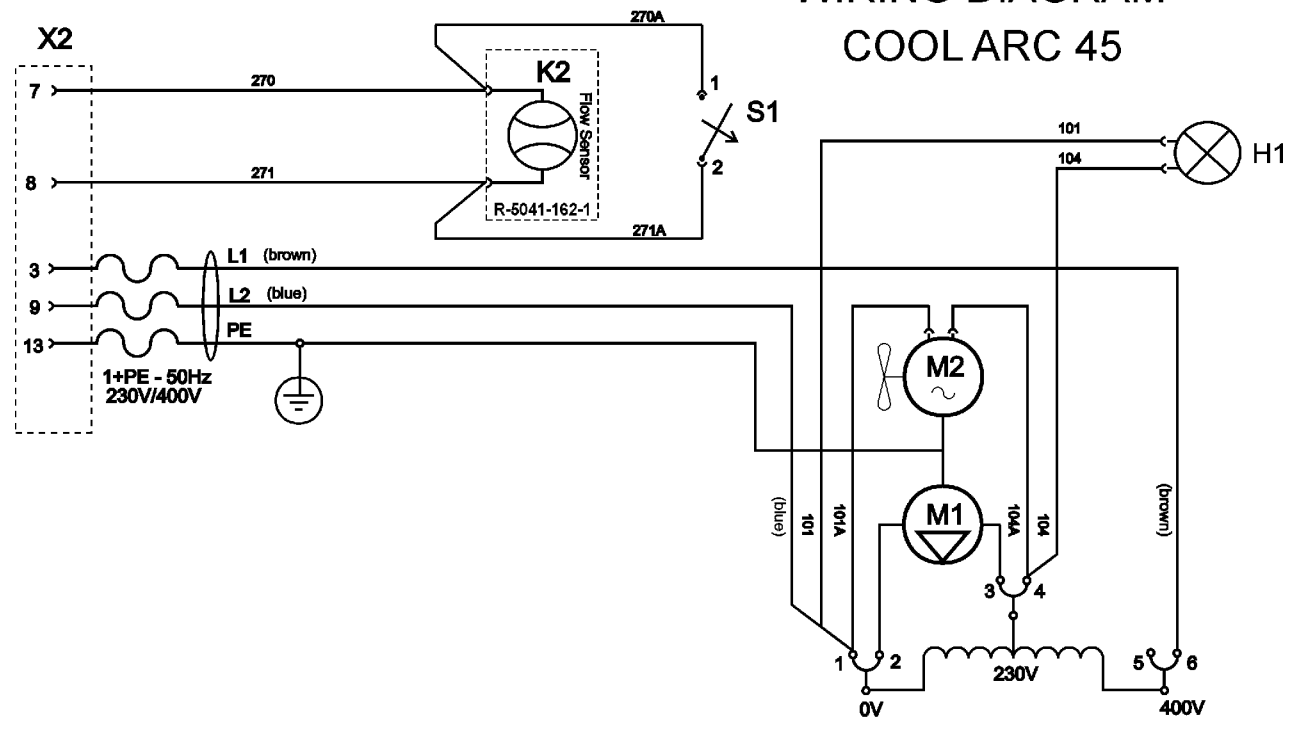 WIRING DIAGRAM
COOL ARC 45
X2
7
270
270A
K2
Flow Sensor
1
S1
2
8
271
R-5041-162-1
271A
101
104
H1
3
L1 (brown)
9
L2 (blue)
13
PE
1+PE - 50Hz
230V/400V
M2
M1
(blue)
101
101A
104A
104
(brown)
3
4
1
2
230V
5
6
0V
400V